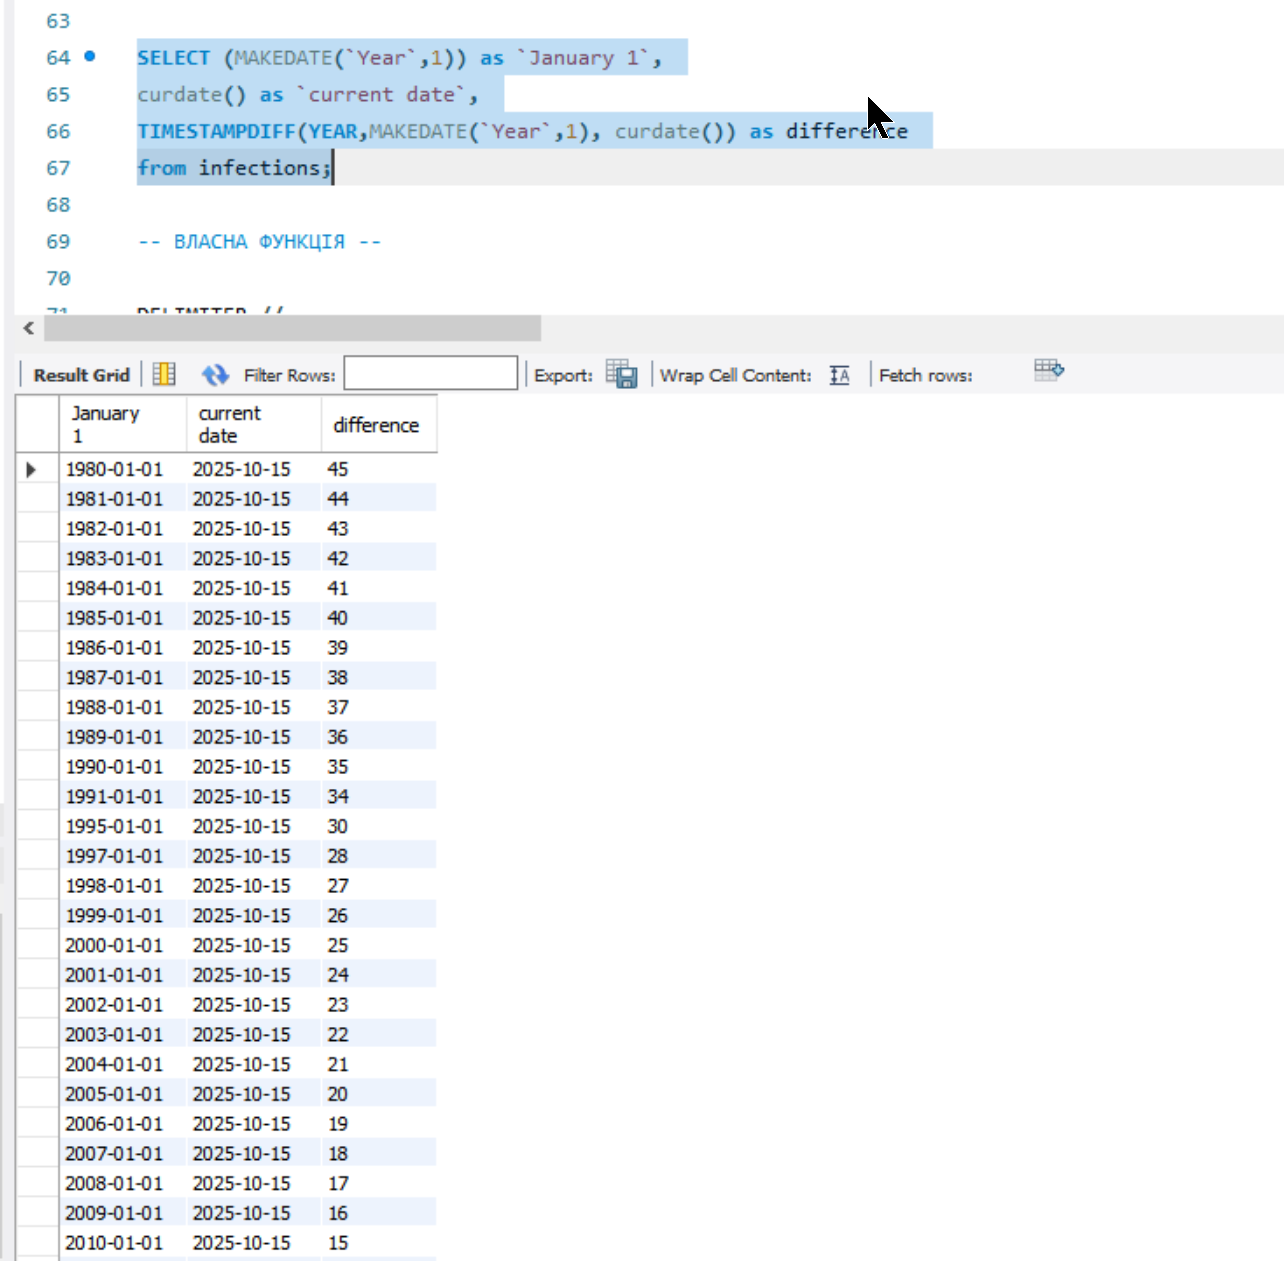 63
64 SELECT (MAKEDATE(`Year`,1)) as `January 1`,
65 curdate() as `current date`,
66 TIMESTAMPDIFF(YEAR,MAKEDATE(`Year`,1), curdate()) as difference
67 from infections;
68
69 -- ВЛАСНА ФУНКЦІЯ --
70
71 DELIMITER //
Result Grid Filter Rows: Export: Wrap Cell Content: Fetch rows:
January 1 current date difference
1980-01-01 2025-10-15 45
1981-01-01 2025-10-15 44
1982-01-01 2025-10-15 43
1983-01-01 2025-10-15 42
1984-01-01 2025-10-15 41
1985-01-01 2025-10-15 40
1986-01-01 2025-10-15 39
1987-01-01 2025-10-15 38
1988-01-01 2025-10-15 37
1989-01-01 2025-10-15 36
1990-01-01 2025-10-15 35
1991-01-01 2025-10-15 34
1995-01-01 2025-10-15 30
1997-01-01 2025-10-15 28
1998-01-01 2025-10-15 27
1999-01-01 2025-10-15 26
2000-01-01 2025-10-15 25
2001-01-01 2025-10-15 24
2002-01-01 2025-10-15 23
2003-01-01 2025-10-15 22
2004-01-01 2025-10-15 21
2005-01-01 2025-10-15 20
2006-01-01 2025-10-15 19
2007-01-01 2025-10-15 18
2008-01-01 2025-10-15 17
2009-01-01 2025-10-15 16
2010-01-01 2025-10-15 15